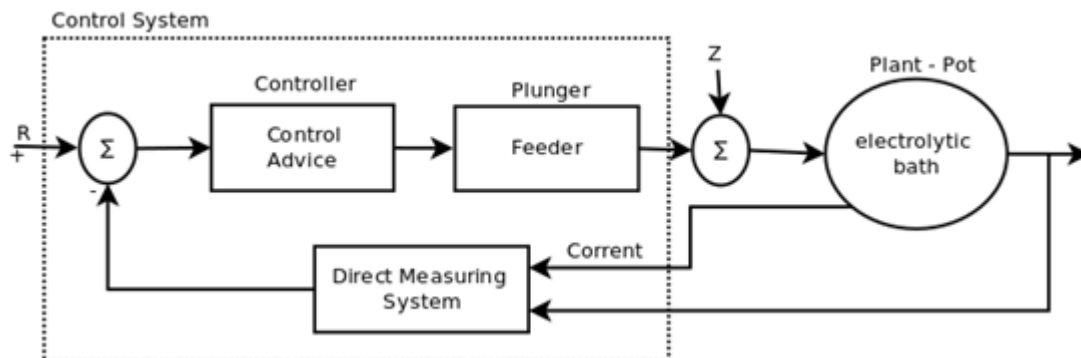 Control System
Z
Plant - Pot
Controller
Plunger
R
+
Σ
Control
Advice
Feeder
Σ
electrolytic
bath
-
Corrent
Direct Measuring
System